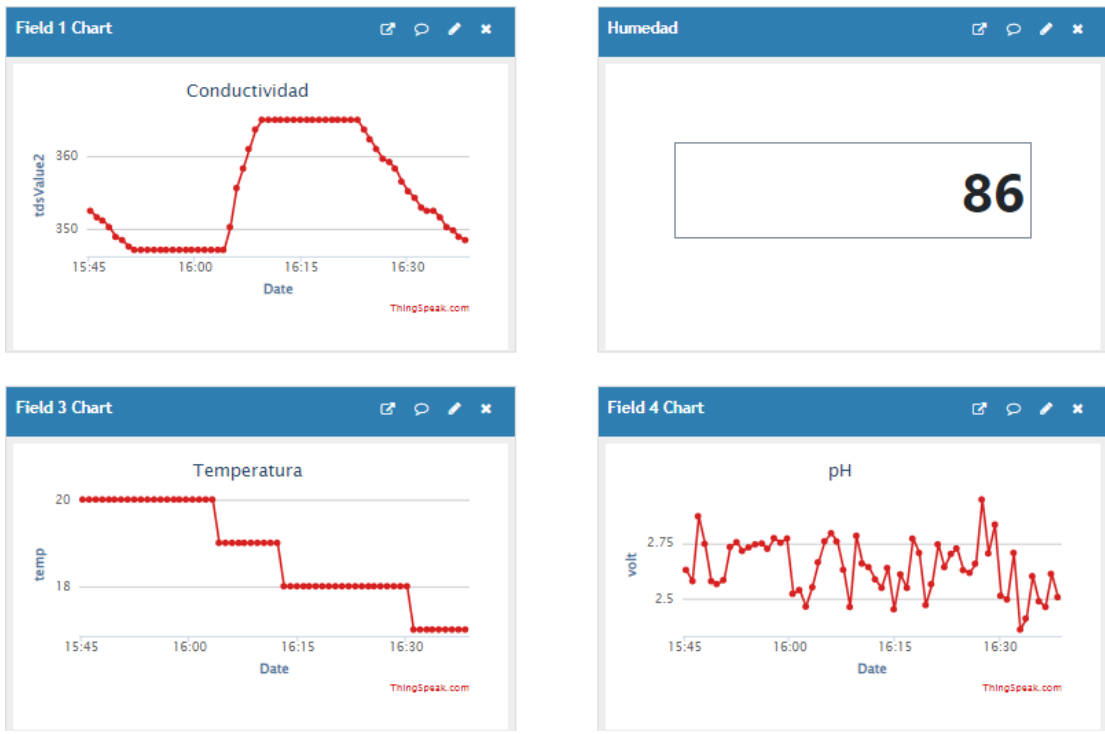 Field 1 Chart
Conductividad
tdsValue2
360
350
15:45 16:00 16:15 16:30
Date
ThingSpeak.com
Humedad
86
Field 3 Chart
Temperatura
temp
20
18
15:45 16:00 16:15 16:30
Date
ThingSpeak.com
Field 4 Chart
pH
volt
2.75
2.5
15:45 16:00 16:15 16:30
Date
ThingSpeak.com